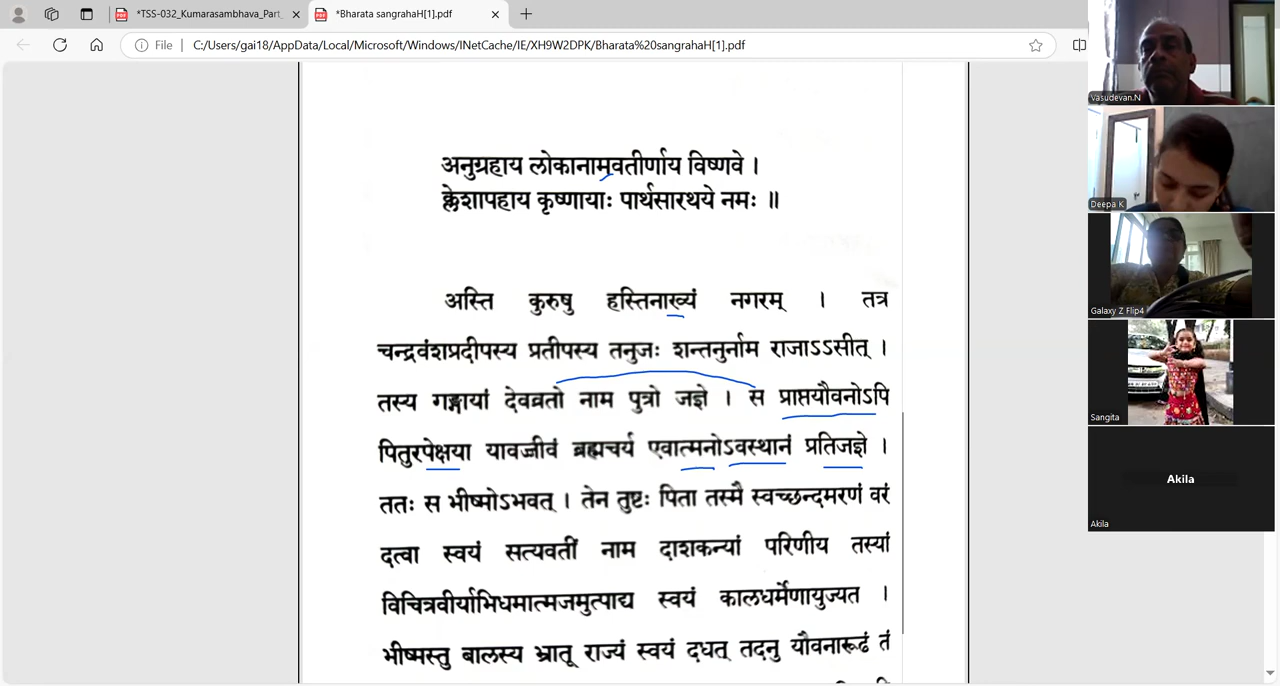 *TSS-032_Kumarasambhava_Part_
*Bharata sangrahaH[1].pdf
File C:/Users/gai18/AppData/Local/Microsoft/Windows/INetCache/IE/XH9W2DPK/Bharata%20sangrahaH[1].pdf
अनुग्रहाय लोकानामवतीर्णाय विष्णवे ।
क्लेशापहाय कृष्णायाः पार्थसारथये नमः ॥
अस्ति कुरुषु हस्तिनाख्यं नगरम् । तत्र
चन्द्रवंशप्रदीपस्य प्रतीपस्य तनुजः शन्तनुर्नाम राजाऽऽसीत् ।
तस्य गङ्गायां देवव्रतो नाम पुत्रो जज्ञे । स प्राप्तयौवनोऽपि
पितुरपेक्षया यावज्जीवं ब्रह्मचर्य एवात्मनोऽवस्थानं प्रतिजज्ञे ।
ततः स भीष्मोऽभवत् । तेन तुष्टः पिता तस्मै स्वच्छन्दमरणं वरं
दत्वा स्वयं सत्यवतीं नाम दाशकन्यां परिणीय तस्यां
विचित्रवीर्याभिधमात्मजमुत्पाद्य स्वयं कालधर्मेणायुज्यत ।
भीष्मस्तु बालस्य भ्रातू राज्यं स्वयं दधत् तदनु यौवनारूढं तं
Vasudevan.N
Deepa K
Galaxy Z Flip4
Sangita
Akila
Akila